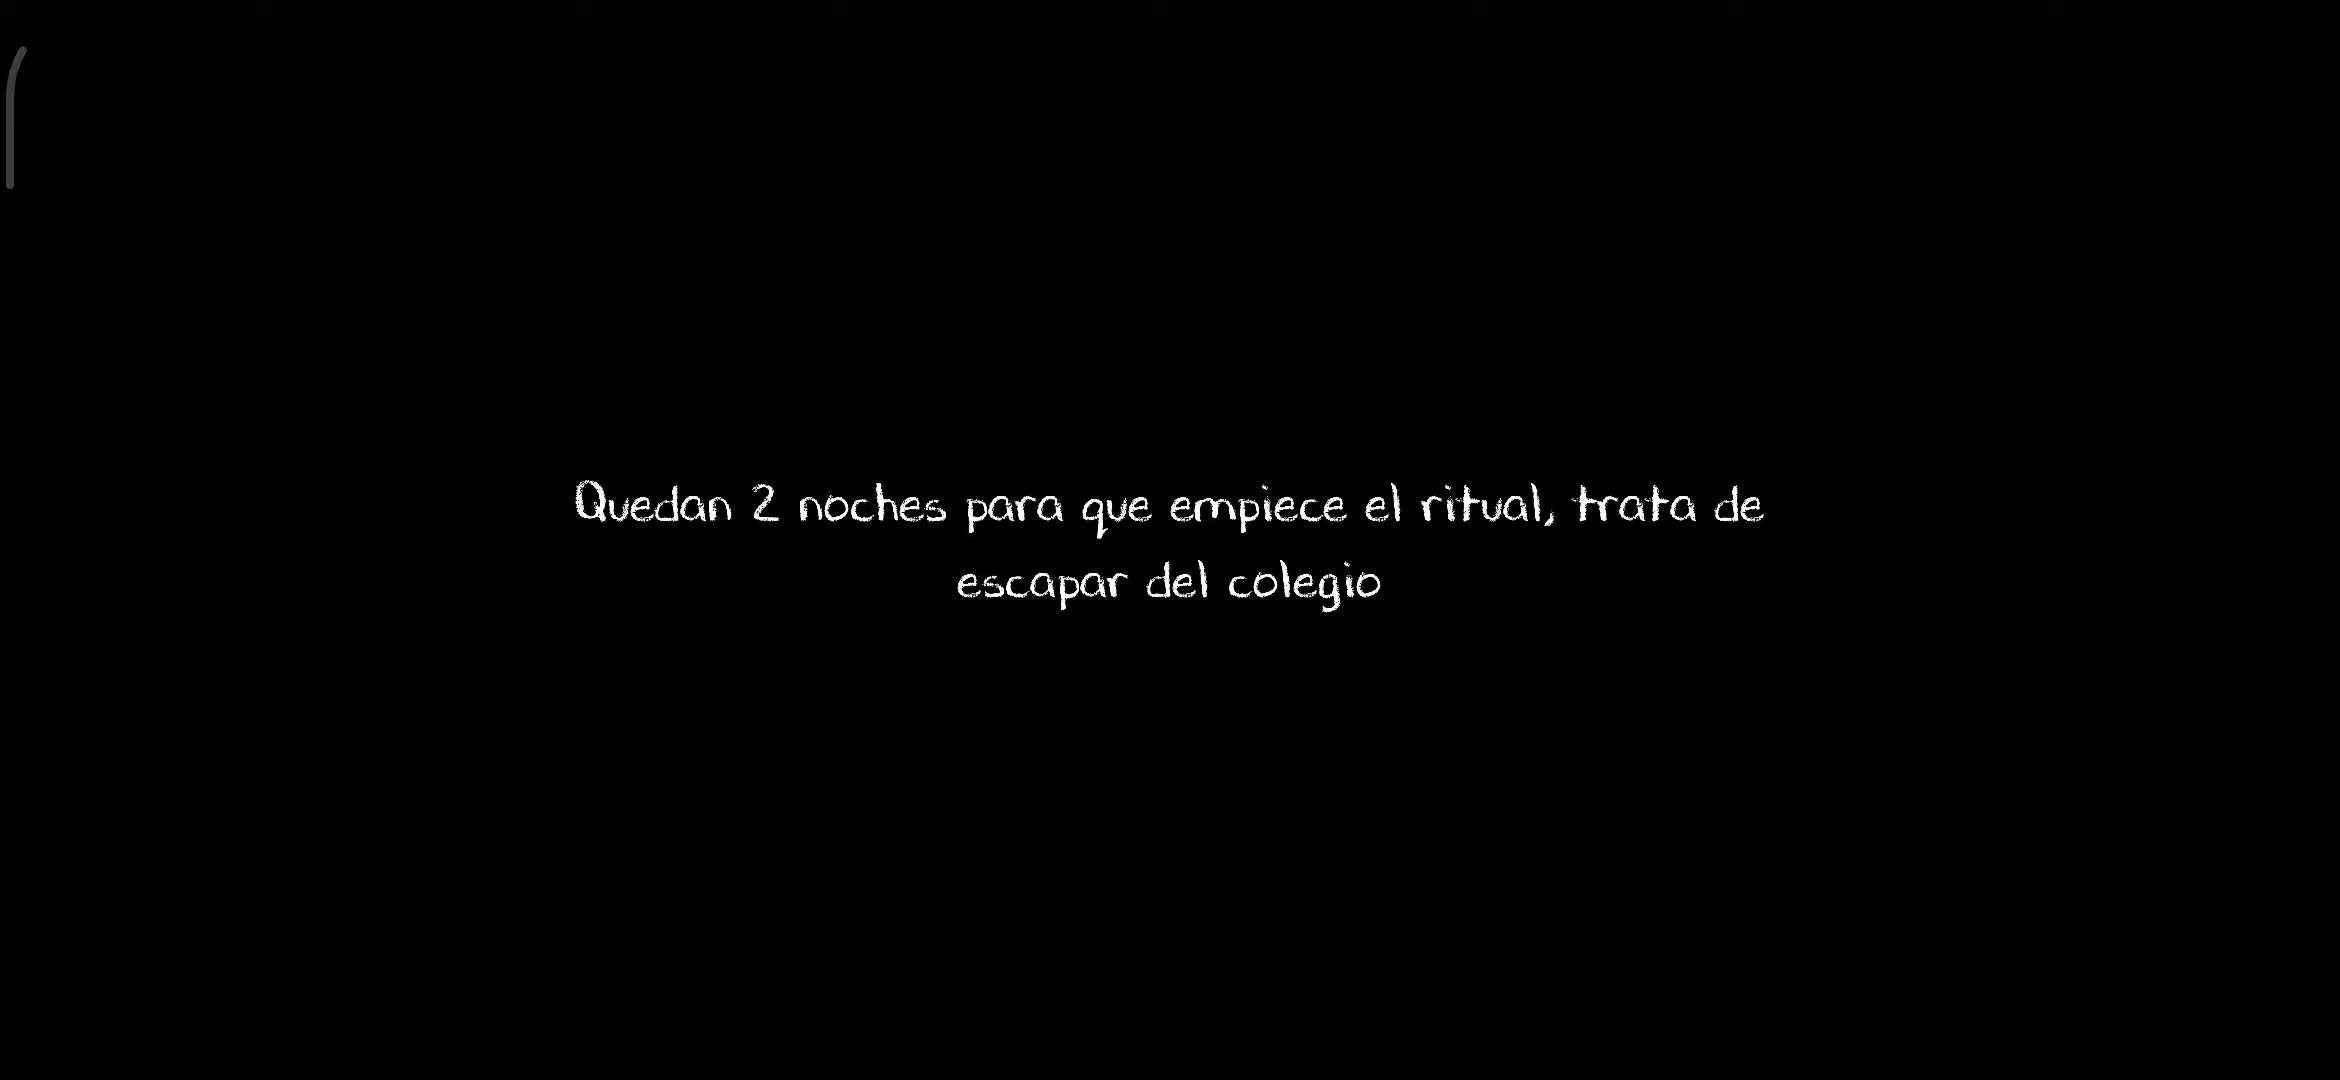 Quedan 2 noches para que empiece el ritual, trata de
escapar del colegio